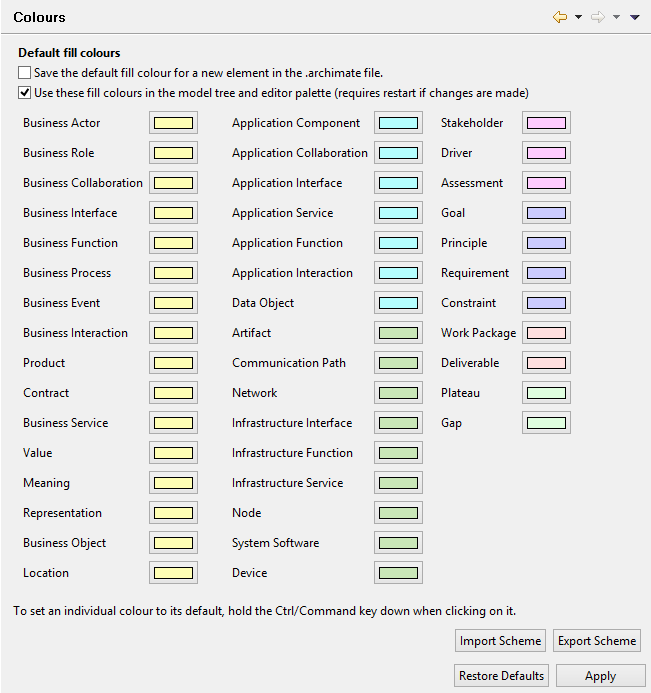 Colours
Default fill colours
Save the default fill colour for a new element in the .archimate file.
Use these fill colours in the model tree and editor palette (requires restart if changes are made)
Business Actor Application Component Stakeholder
Business Role Application Collaboration Driver
Business Collaboration Application Interface Assessment
Business Interface Application Service Goal
Business Function Application Function Principle
Business Process Application Interaction Requirement
Business Event Data Object Constraint
Business Interaction Artifact Work Package
Product Communication Path Deliverable
Contract Network Plateau
Business Service Infrastructure Interface Gap
Value Infrastructure Function
Meaning Infrastructure Service
Representation Node
Business Object System Software
Location Device
To set an individual colour to its default, hold the Ctrl/Command key down when clicking on it.
Import Scheme Export Scheme
Restore Defaults Apply